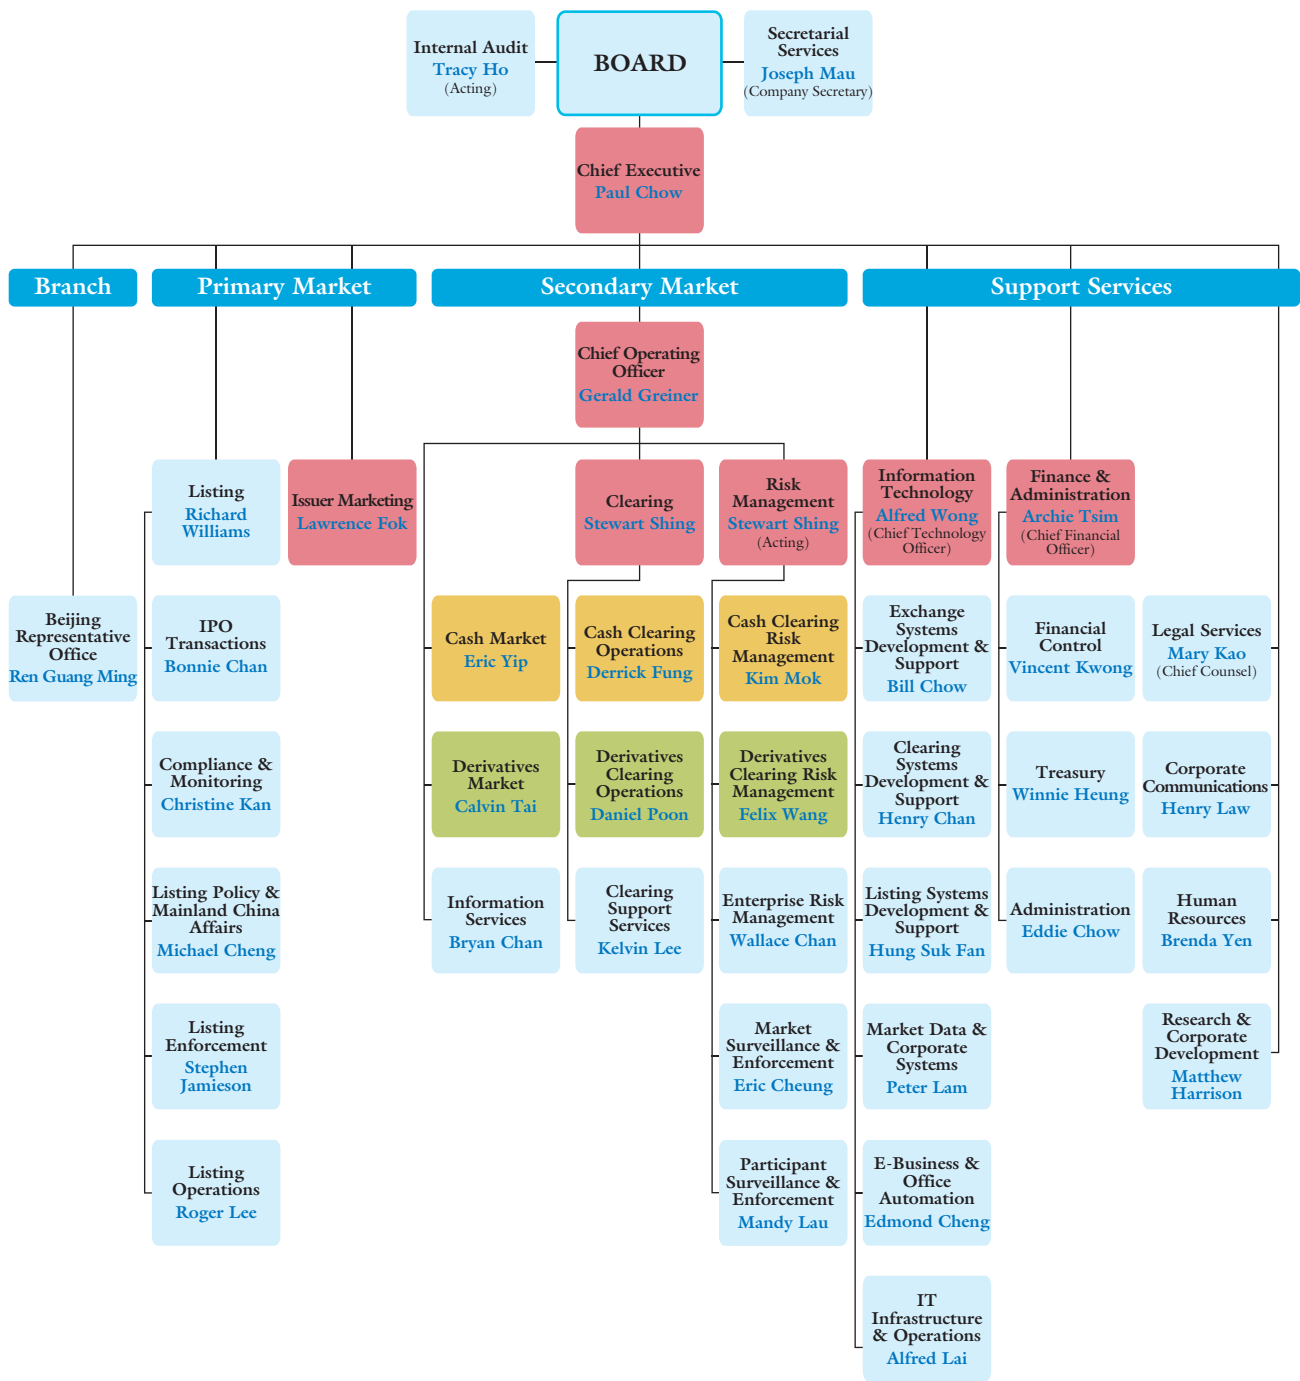 Internal Audit
Tracy Ho
(Acting)
BOARD
Secretarial
Services
Joseph Mau
(Company Secretary)
Chief Executive
Paul Chow
Branch
Primary Market
Secondary Market
Support Services
Chief Operating
Officer
Gerald Greiner
Listing
Richard
Williams
Issuer Marketing
Lawrence Fok
Clearing
Stewart Shing
Risk
Management
Stewart Shing
(Acting)
Information
Technology
Alfred Wong
(Chief Technology
Officer)
Finance &
Administration
Archie Tsim
(Chief Financial
Officer)
Beijing
Representative
Office
Ren Guang Ming
IPO
Transactions
Bonnie Chan
Cash Market
Eric Yip
Cash Clearing
Operations
Derrick Fung
Cash Clearing
Risk
Management
Kim Mok
Exchange
Systems
Development
& Support
Bill Chow
Financial
Control
Vincent Kwong
Legal Services
Mary Kao
(Chief Counsel)
Compliance &
Monitoring
Christine Kan
Derivatives
Market
Calvin Tai
Derivatives
Clearing
Operations
Daniel Poon
Derivatives
Clearing Risk
Management
Felix Wang
Clearing
Systems
Development
& Support
Henry Chan
Treasury
Winnie Heung
Corporate
Communications
Henry Law
Listing Policy &
Mainland China
Affairs
Michael Cheng
Information
Services
Bryan Chan
Clearing
Support
Services
Kelvin Lee
Enterprise Risk
Management
Wallace Chan
Listing Systems
Development &
Support
Hung Suk Fan
Administration
Eddie Chow
Human
Resources
Brenda Yen
Listing
Enforcement
Stephen
Jamieson
Market
Surveillance &
Enforcement
Eric Cheung
Market Data &
Corporate
Systems
Peter Lam
Research &
Corporate
Development
Matthew
Harrison
Listing
Operations
Roger Lee
Participant
Surveillance &
Enforcement
Mandy Lau
E-Business &
Office
Automation
Edmond Cheng
IT
Infrastructure
& Operations
Alfred Lai